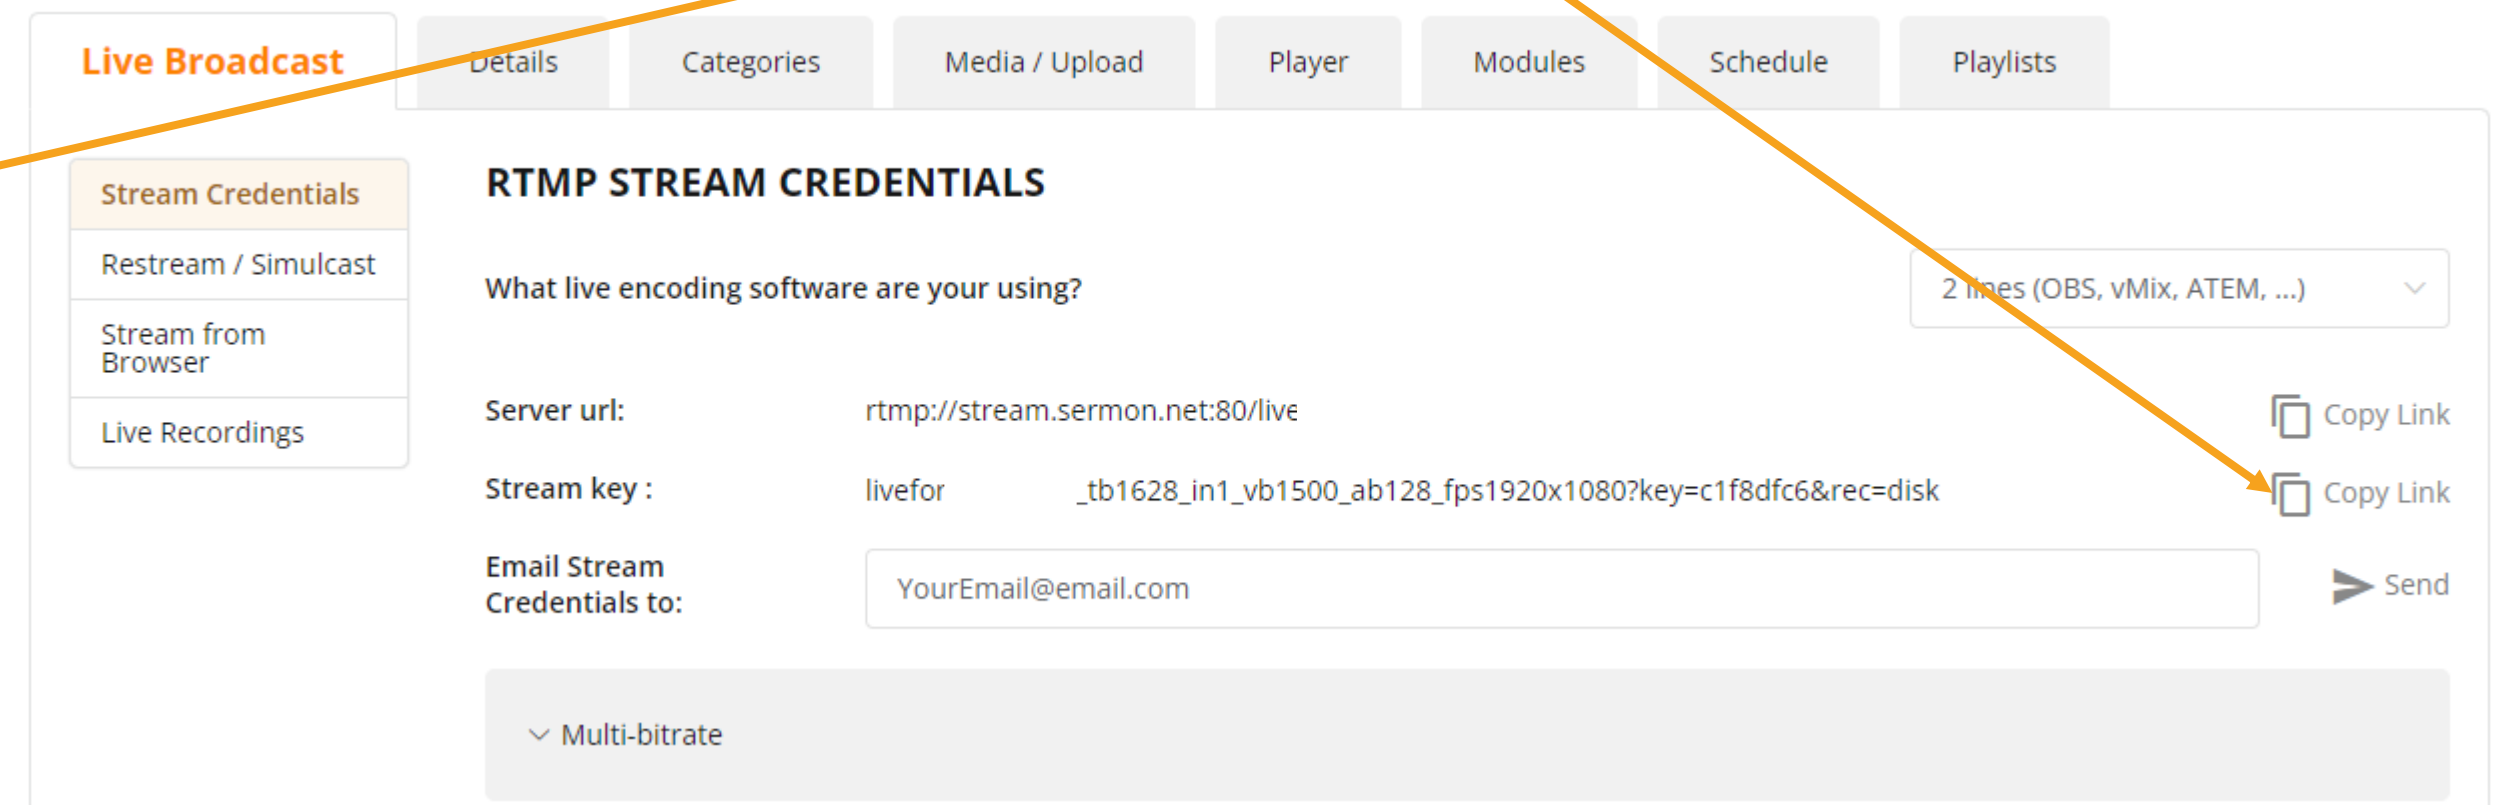 Live Broadcast Details Categories Media / Upload Player Modules Schedule Playlists
Stream Credentials
Restream / Simulcast
Stream from
Browser
Live Recordings
RTMP STREAM CREDENTIALS
What live encoding software are your using? 2 lines (OBS, vMix, ATEM, ...)
Server url: rtmp://stream.sermon.net:80/live Copy Link
Stream key : livefor _tb1628_in1_vb1500_ab128_fps1920x1080?key=c1f8dfc6&rec=disk Copy Link
Email Stream
Credentials to: YourEmail@email.com Send
Multi-bitrate